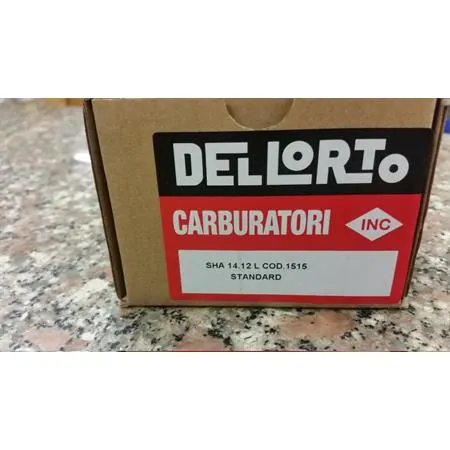 DELLORTO
CARBURATORI INC
SHA 14.12 L COD.1515
STANDARD